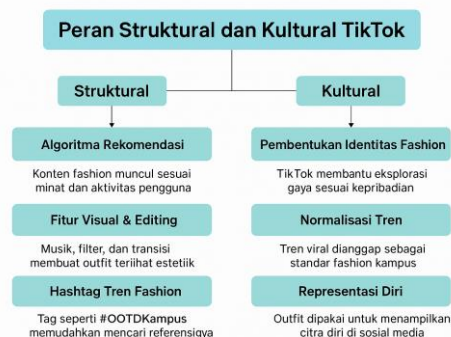 Peran Struktural dan Kultural TikTok
Struktural
Algoritma Rekomendasi
Konten fashion muncul sesuai
minat dan aktivitas pengguna
Fitur Visual & Editing
Musik, filter, dan transisi
membuat outfit teriihat estetiik
Hashtag Tren Fashion
Tag seperti #OOTDKampus
memudahkan mencari referensigya
Kultural
Pembentukan Identitas Fashion
TikTok membantu eksplorasi
gaya sesuai kepribadian
Normalisasi Tren
Tren viral dianggap sebagai
standar fashion kampus
Representasi Diri
Outfit dipakai untuk menampilkan
citra diri di sosial media